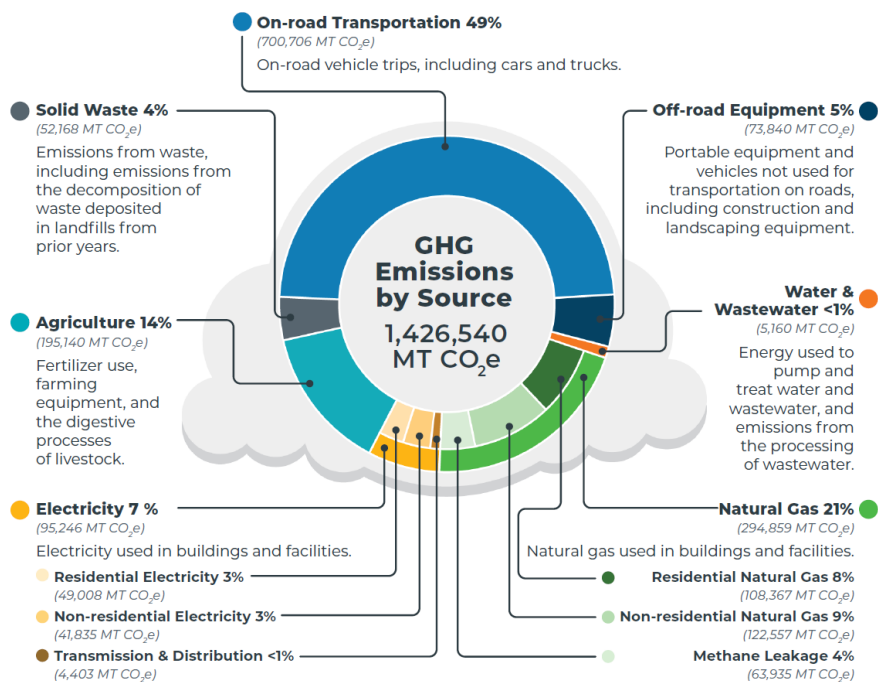 On-road Transportation 49%
(700,706 MT CO₂e)
On-road vehicle trips, including cars and trucks.
Solid Waste 4%
(52,168 MT CO₂e)
Emissions from waste,
including emissions from
the decomposition of
waste deposited
in landfills from
prior years.
Off-road Equipment 5%
(73,840 MT CO₂e)
Portable equipment and
vehicles not used for
transportation on roads,
including construction and
landscaping equipment.
GHG
Emissions
by Source
1,426,540
MT CO₂e
Agriculture 14%
(195,140 MT CO₂e)
Fertilizer use,
farming
equipment, and
the digestive
processes
of livestock.
Water &
Wastewater <1%
(5,160 MT CO₂e)
Energy used to
pump and
treat water and
wastewater, and
emissions from
the processing
of wastewater.
Electricity 7 %
(95,246 MT CO₂e)
Electricity used in buildings and facilities.
Residential Electricity 3%
(49,008 MT CO₂e)
Non-residential Electricity 3%
(41,835 MT CO₂e)
Transmission & Distribution <1%
(4,403 MT CO₂e)
Natural Gas 21%
(294,859 MT CO₂e)
Natural gas used in buildings and facilities.
Residential Natural Gas 8%
(108,367 MT CO₂e)
Non-residential Natural Gas 9%
(122,557 MT CO₂e)
Methane Leakage 4%
(63,935 MT CO₂e)